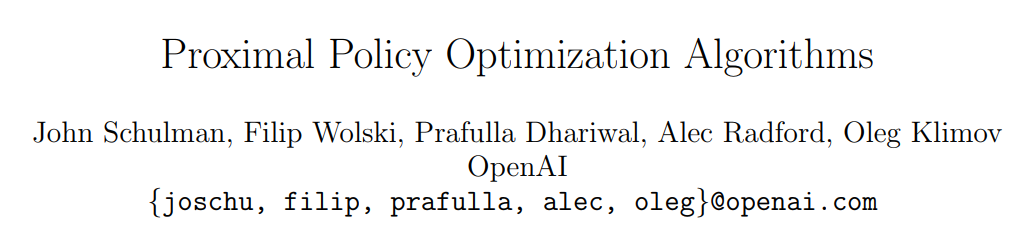 Proximal Policy Optimization Algorithms
John Schulman, Filip Wolski, Prafulla Dhariwal, Alec Radford, Oleg Klimov
OpenAI
{joschu, filip, prafulla, alec, oleg}@openai.com